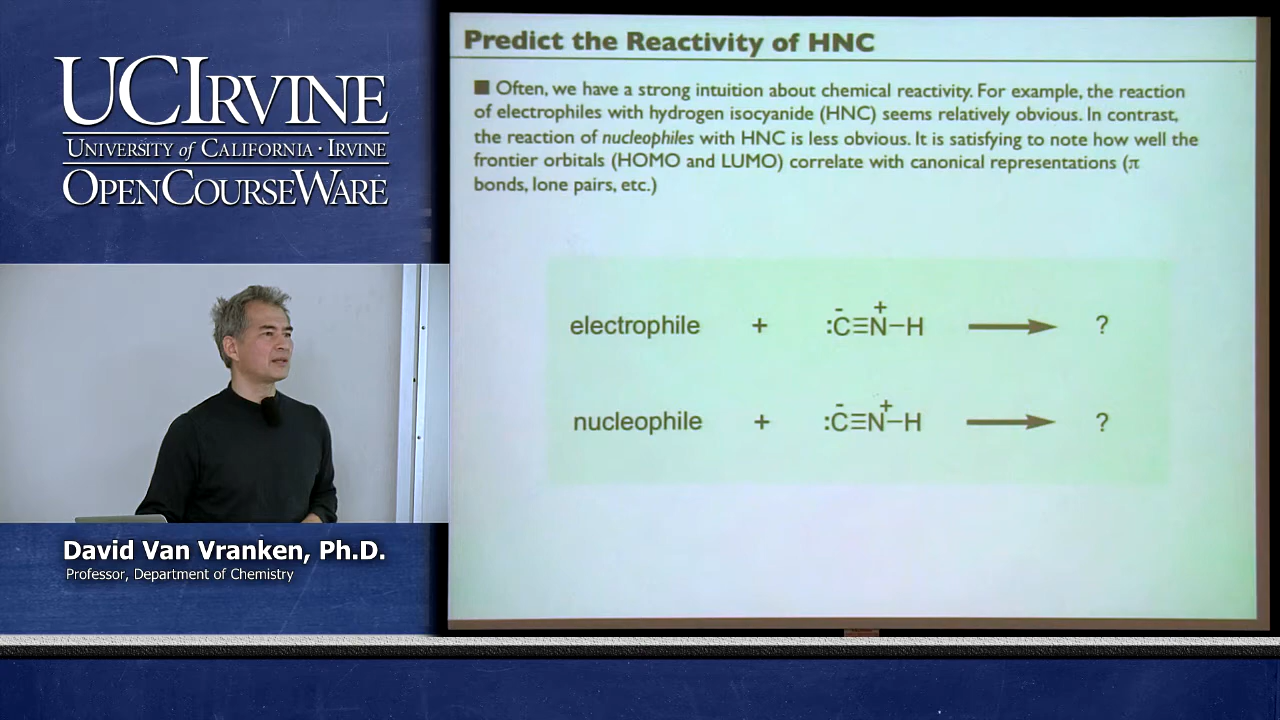 UCIRVINE
UNIVERSITY of CALIFORNIA · IRVINE
OPENCOURSEWARE
David Van Vranken, Ph.D.
Professor, Department of Chemistry
Predict the Reactivity of HNC
■ Often, we have a strong intuition about chemical reactivity. For example, the reaction
of electrophiles with hydrogen isocyanide (HNC) seems relatively obvious. In contrast,
the reaction of nucleophiles with HNC is less obvious. It is satisfying to note how well the
frontier orbitals (HOMO and LUMO) correlate with canonical representations (π
bonds, lone pairs, etc.)
- +
electrophile + :C≡N–H ?
- +
nucleophile + :C≡N–H ?